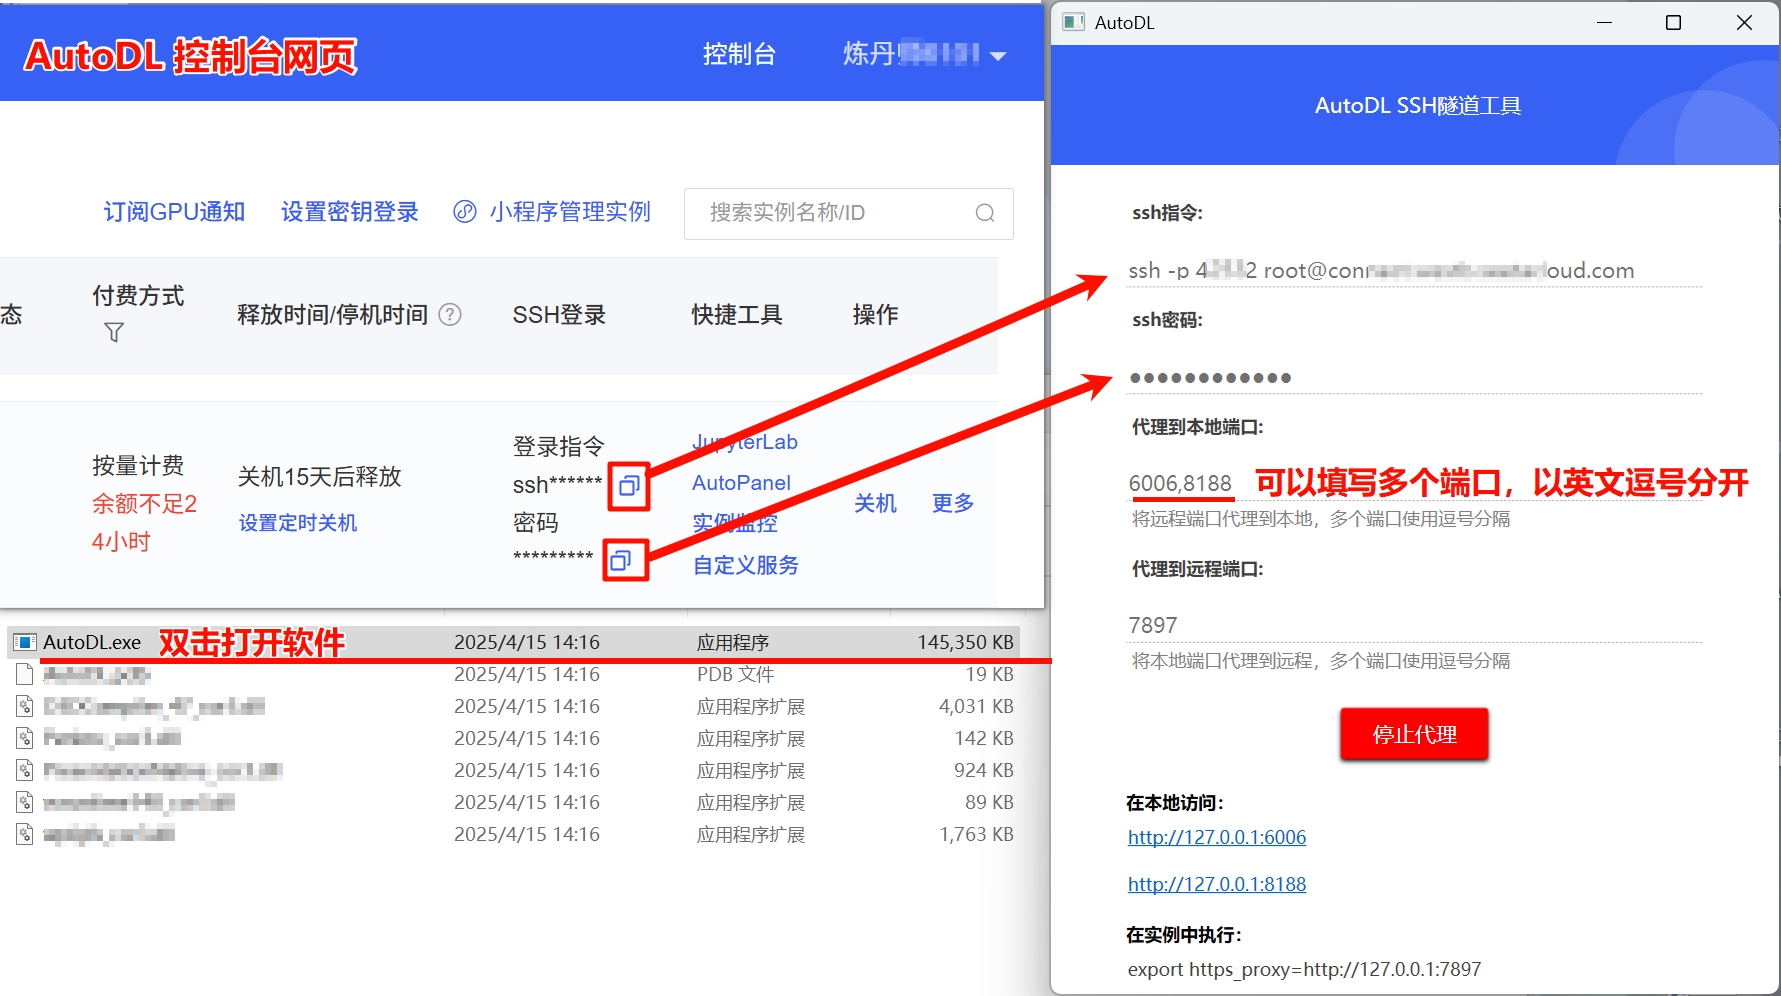 AutoDL 控制台网页
控制台
炼丹
订阅GPU通知
设置密钥登录
小程序管理实例
搜索实例名称/ID
态
付费方式
释放时间/停机时间
SSH登录
快捷工具
操作
按量计费
余额不足2
4小时
关机15天后释放
设置定时关机
登录指令
ssh******
密码
*********
JupyterLab
AutoPanel
实例监控
自定义服务
关机
更多
AutoDL.exe 双击打开软件 2025/4/15 14:16 应用程序 145,350 KB
2025/4/15 14:16 PDB 文件 19 KB
2025/4/15 14:16 应用程序扩展 4,031 KB
2025/4/15 14:16 应用程序扩展 142 KB
2025/4/15 14:16 应用程序扩展 924 KB
2025/4/15 14:16 应用程序扩展 89 KB
2025/4/15 14:16 应用程序扩展 1,763 KB
AutoDL
AutoDL SSH隧道工具
ssh指令:
ssh -p 4 2 root@con oud.com
ssh密码:
●●●●●●●●●●●●
代理到本地端口:
6006,8188 可以填写多个端口，以英文逗号分开
将远程端口代理到本地，多个端口使用逗号分隔
代理到远程端口:
7897
将本地端口代理到远程，多个端口使用逗号分隔
停止代理
在本地访问:
http://127.0.0.1:6006
http://127.0.0.1:8188
在实例中执行:
export https_proxy=http://127.0.0.1:7897